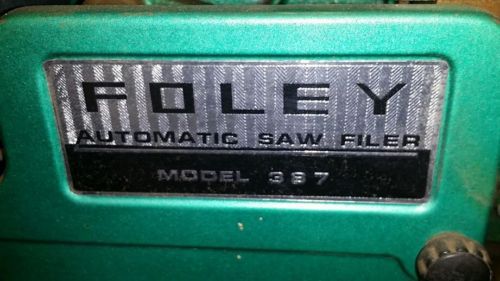 FOLEY
AUTOMATIC SAW FILER
MODEL 387